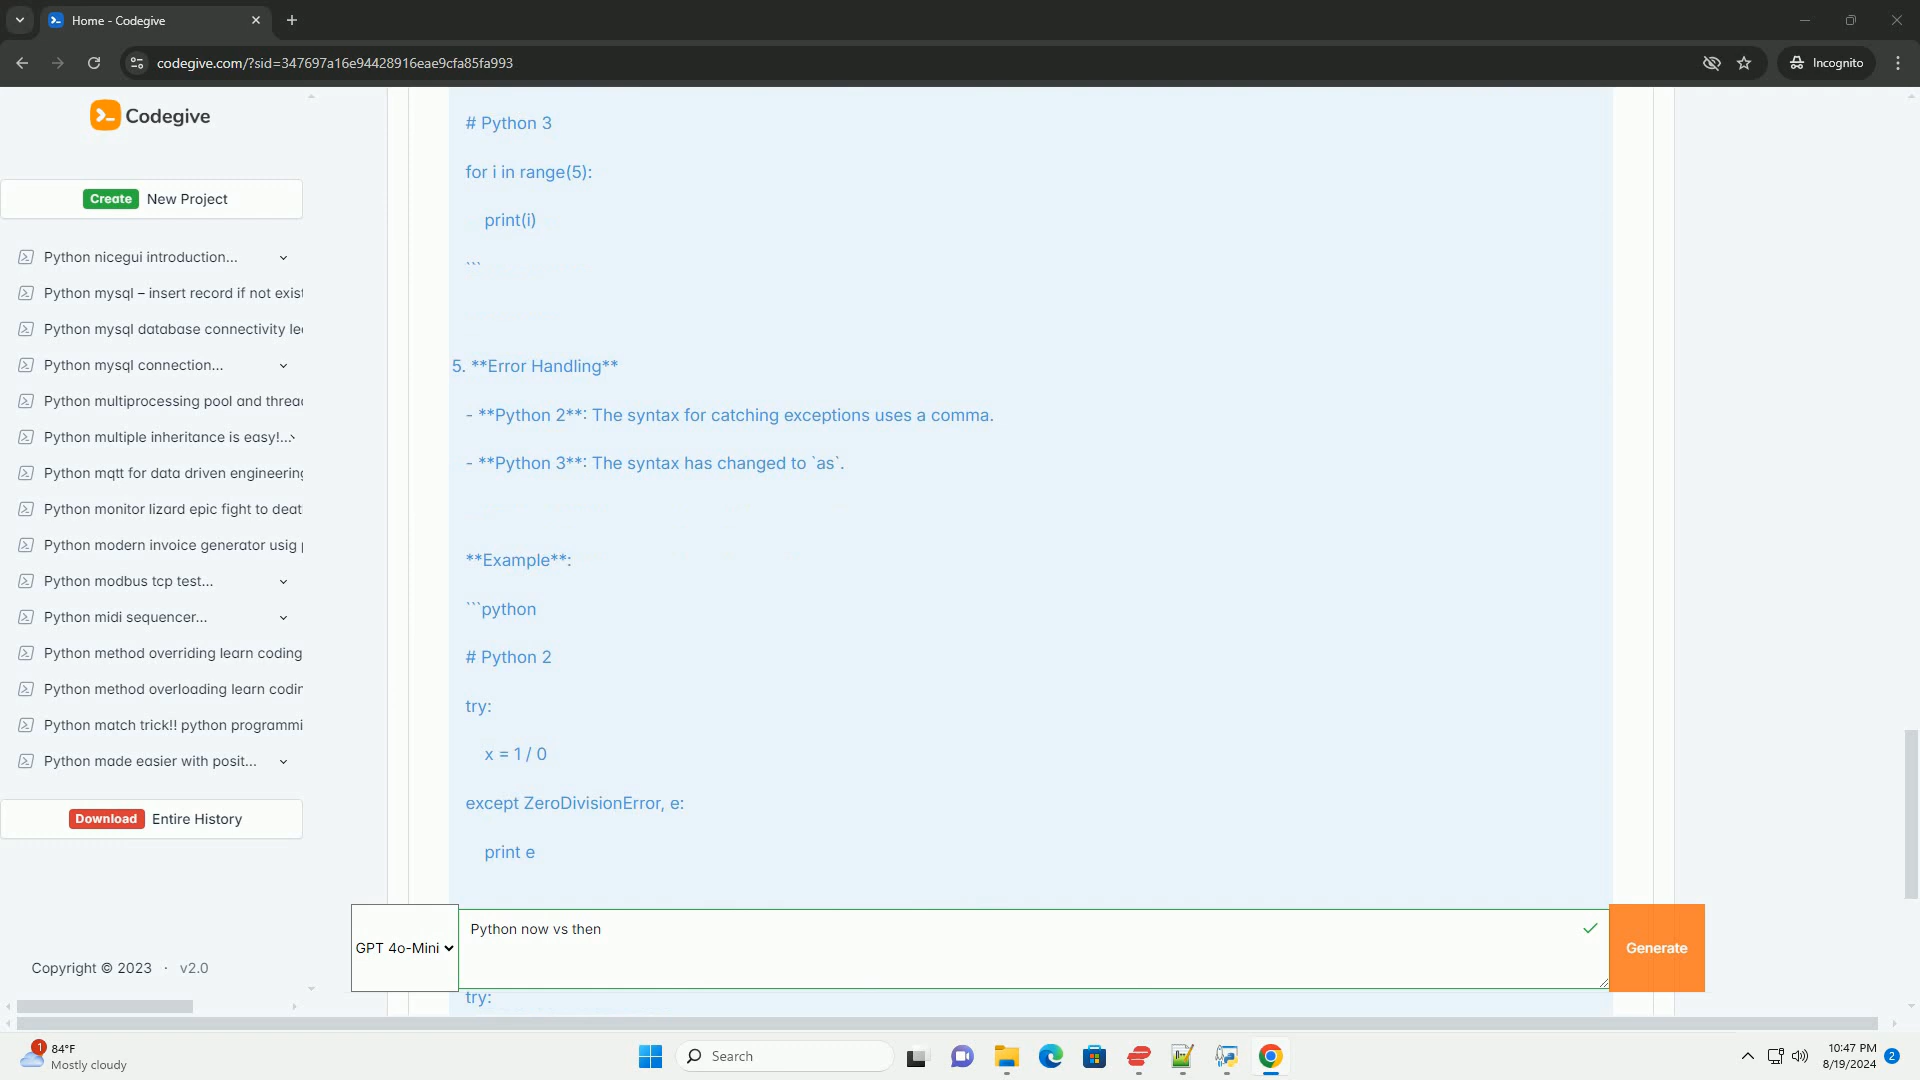 Home - Codegive
codegive.com/?sid=347697a16e94428916eae9cfa85fa993
Incognito
Codegive
Create New Project
Python nicegui introduction...
Python mysql – insert record if not exist
Python mysql database connectivity le
Python mysql connection...
Python multiprocessing pool and threa
Python multiple inheritance is easy!...
Python mqtt for data driven engineering
Python monitor lizard epic fight to deat
Python modern invoice generator usig p
Python modbus tcp test...
Python midi sequencer...
Python method overriding learn coding
Python method overloading learn codin
Python match trick!! python programmi
Python made easier with posit...
Download Entire History
Copyright © 2023 · v2.0
# Python 3
for i in range(5):
print(i)
```
5. **Error Handling**
- **Python 2**: The syntax for catching exceptions uses a comma.
- **Python 3**: The syntax has changed to `as`.
**Example**:
```python
# Python 2
try:
x = 1 / 0
except ZeroDivisionError, e:
print e
GPT 4o-Mini
Python now vs then
Generate
try:
1
84°F
Mostly cloudy
Search
10:47 PM
8/19/2024
2